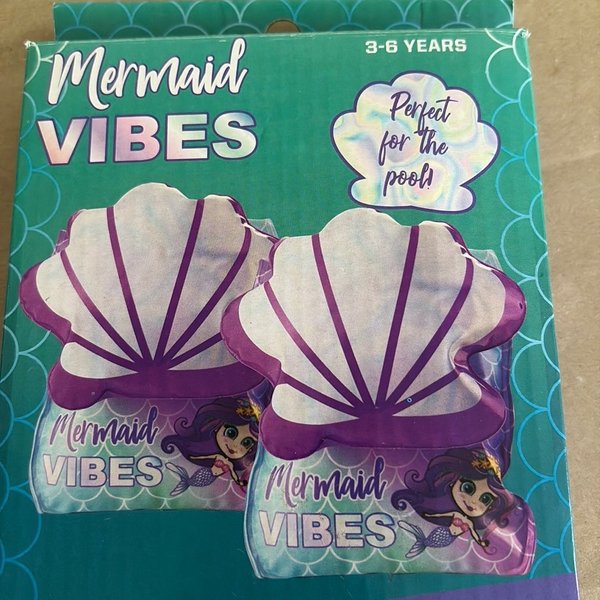 Mermaid
VIBES
3-6 YEARS
Perfect
for the
pool!
Mermaid
VIBES
Mermaid
VIBES